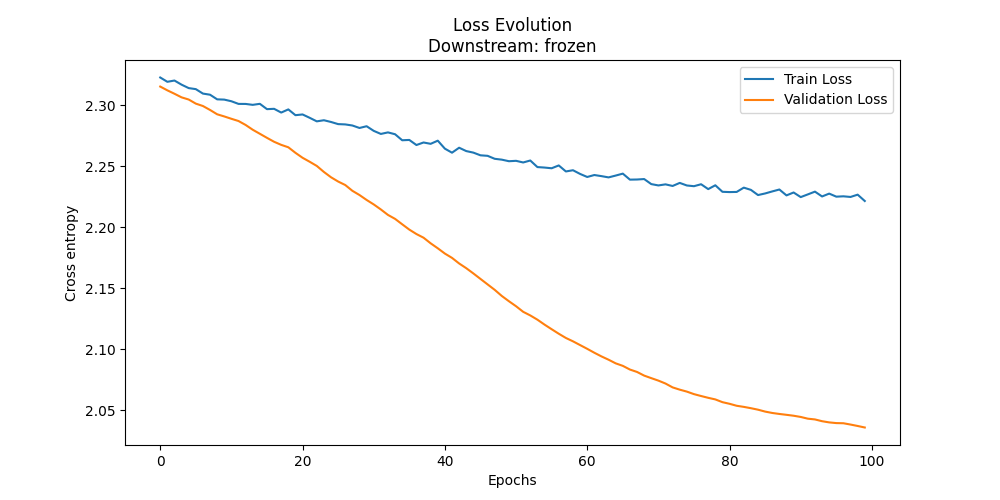 Loss Evolution
Downstream: frozen
Train Loss
Validation Loss
Cross entropy
2.30
2.25
2.20
2.15
2.10
2.05
0 20 40 60 80 100
Epochs